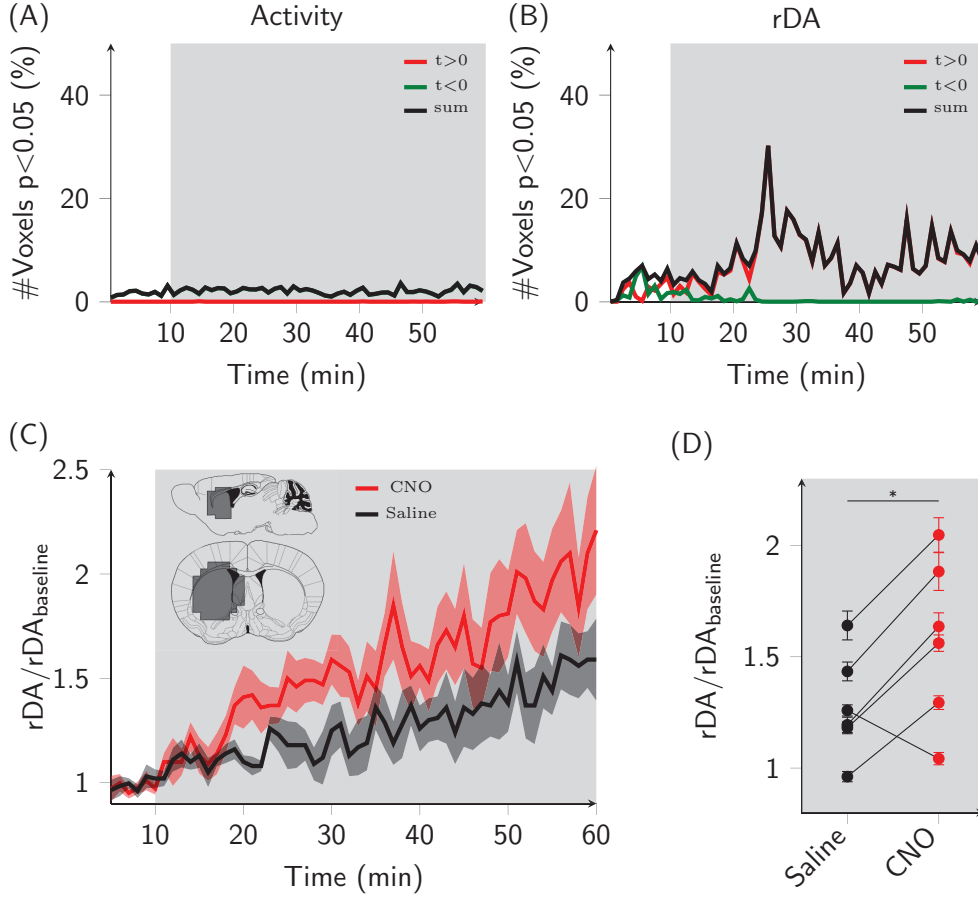 (A)
Activity
#Voxels p<0.05 (%)
40
20
0
t>0
t<0
sum
10 20 30 40 50
Time (min)
(B)
rDA
#Voxels p<0.05 (%)
40
20
0
t>0
t<0
sum
10 20 30 40 50
Time (min)
(C)
rDA/rDAbaseline
2.5
2
1.5
1
CNO
Saline
10 20 30 40 50 60
Time (min)
(D)
rDA/rDAbaseline
2
1.5
1
*
Saline CNO